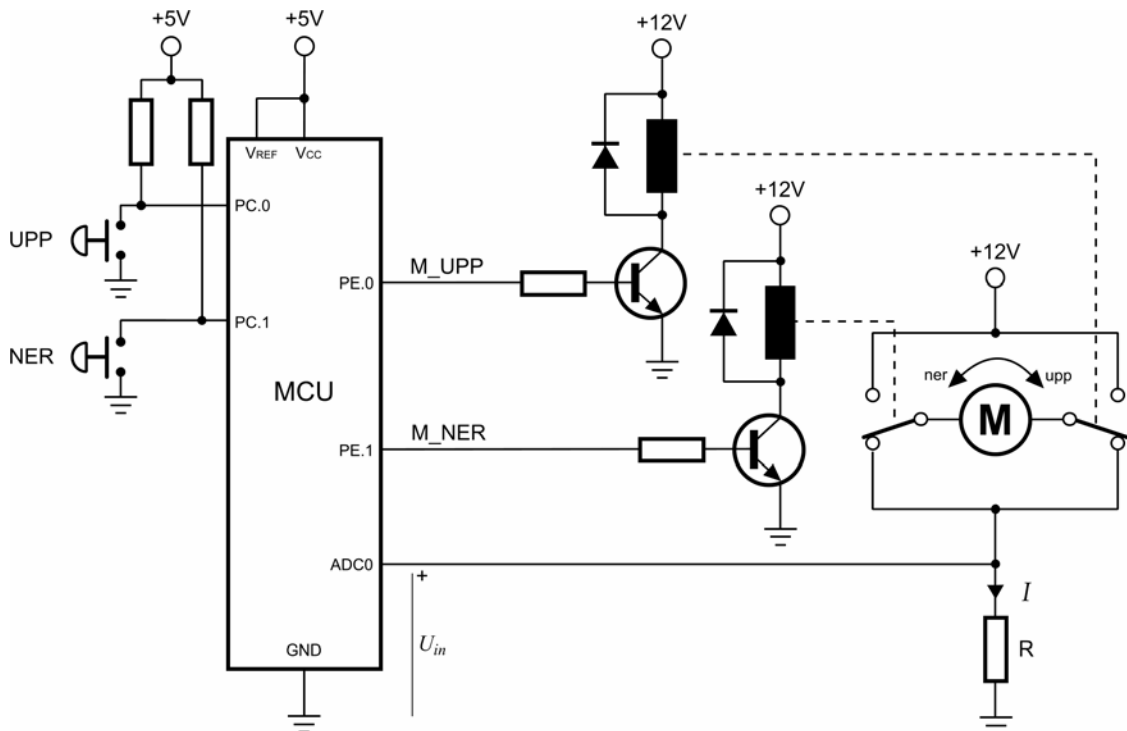 +5V
+5V
+12V
VREF
VCC
PC.0
UPP
+12V
M_UPP
PE.0
+12V
PC.1
NER
ner
upp
MCU
M
M_NER
PE.1
ADC0
+
I
Uin
GND
R